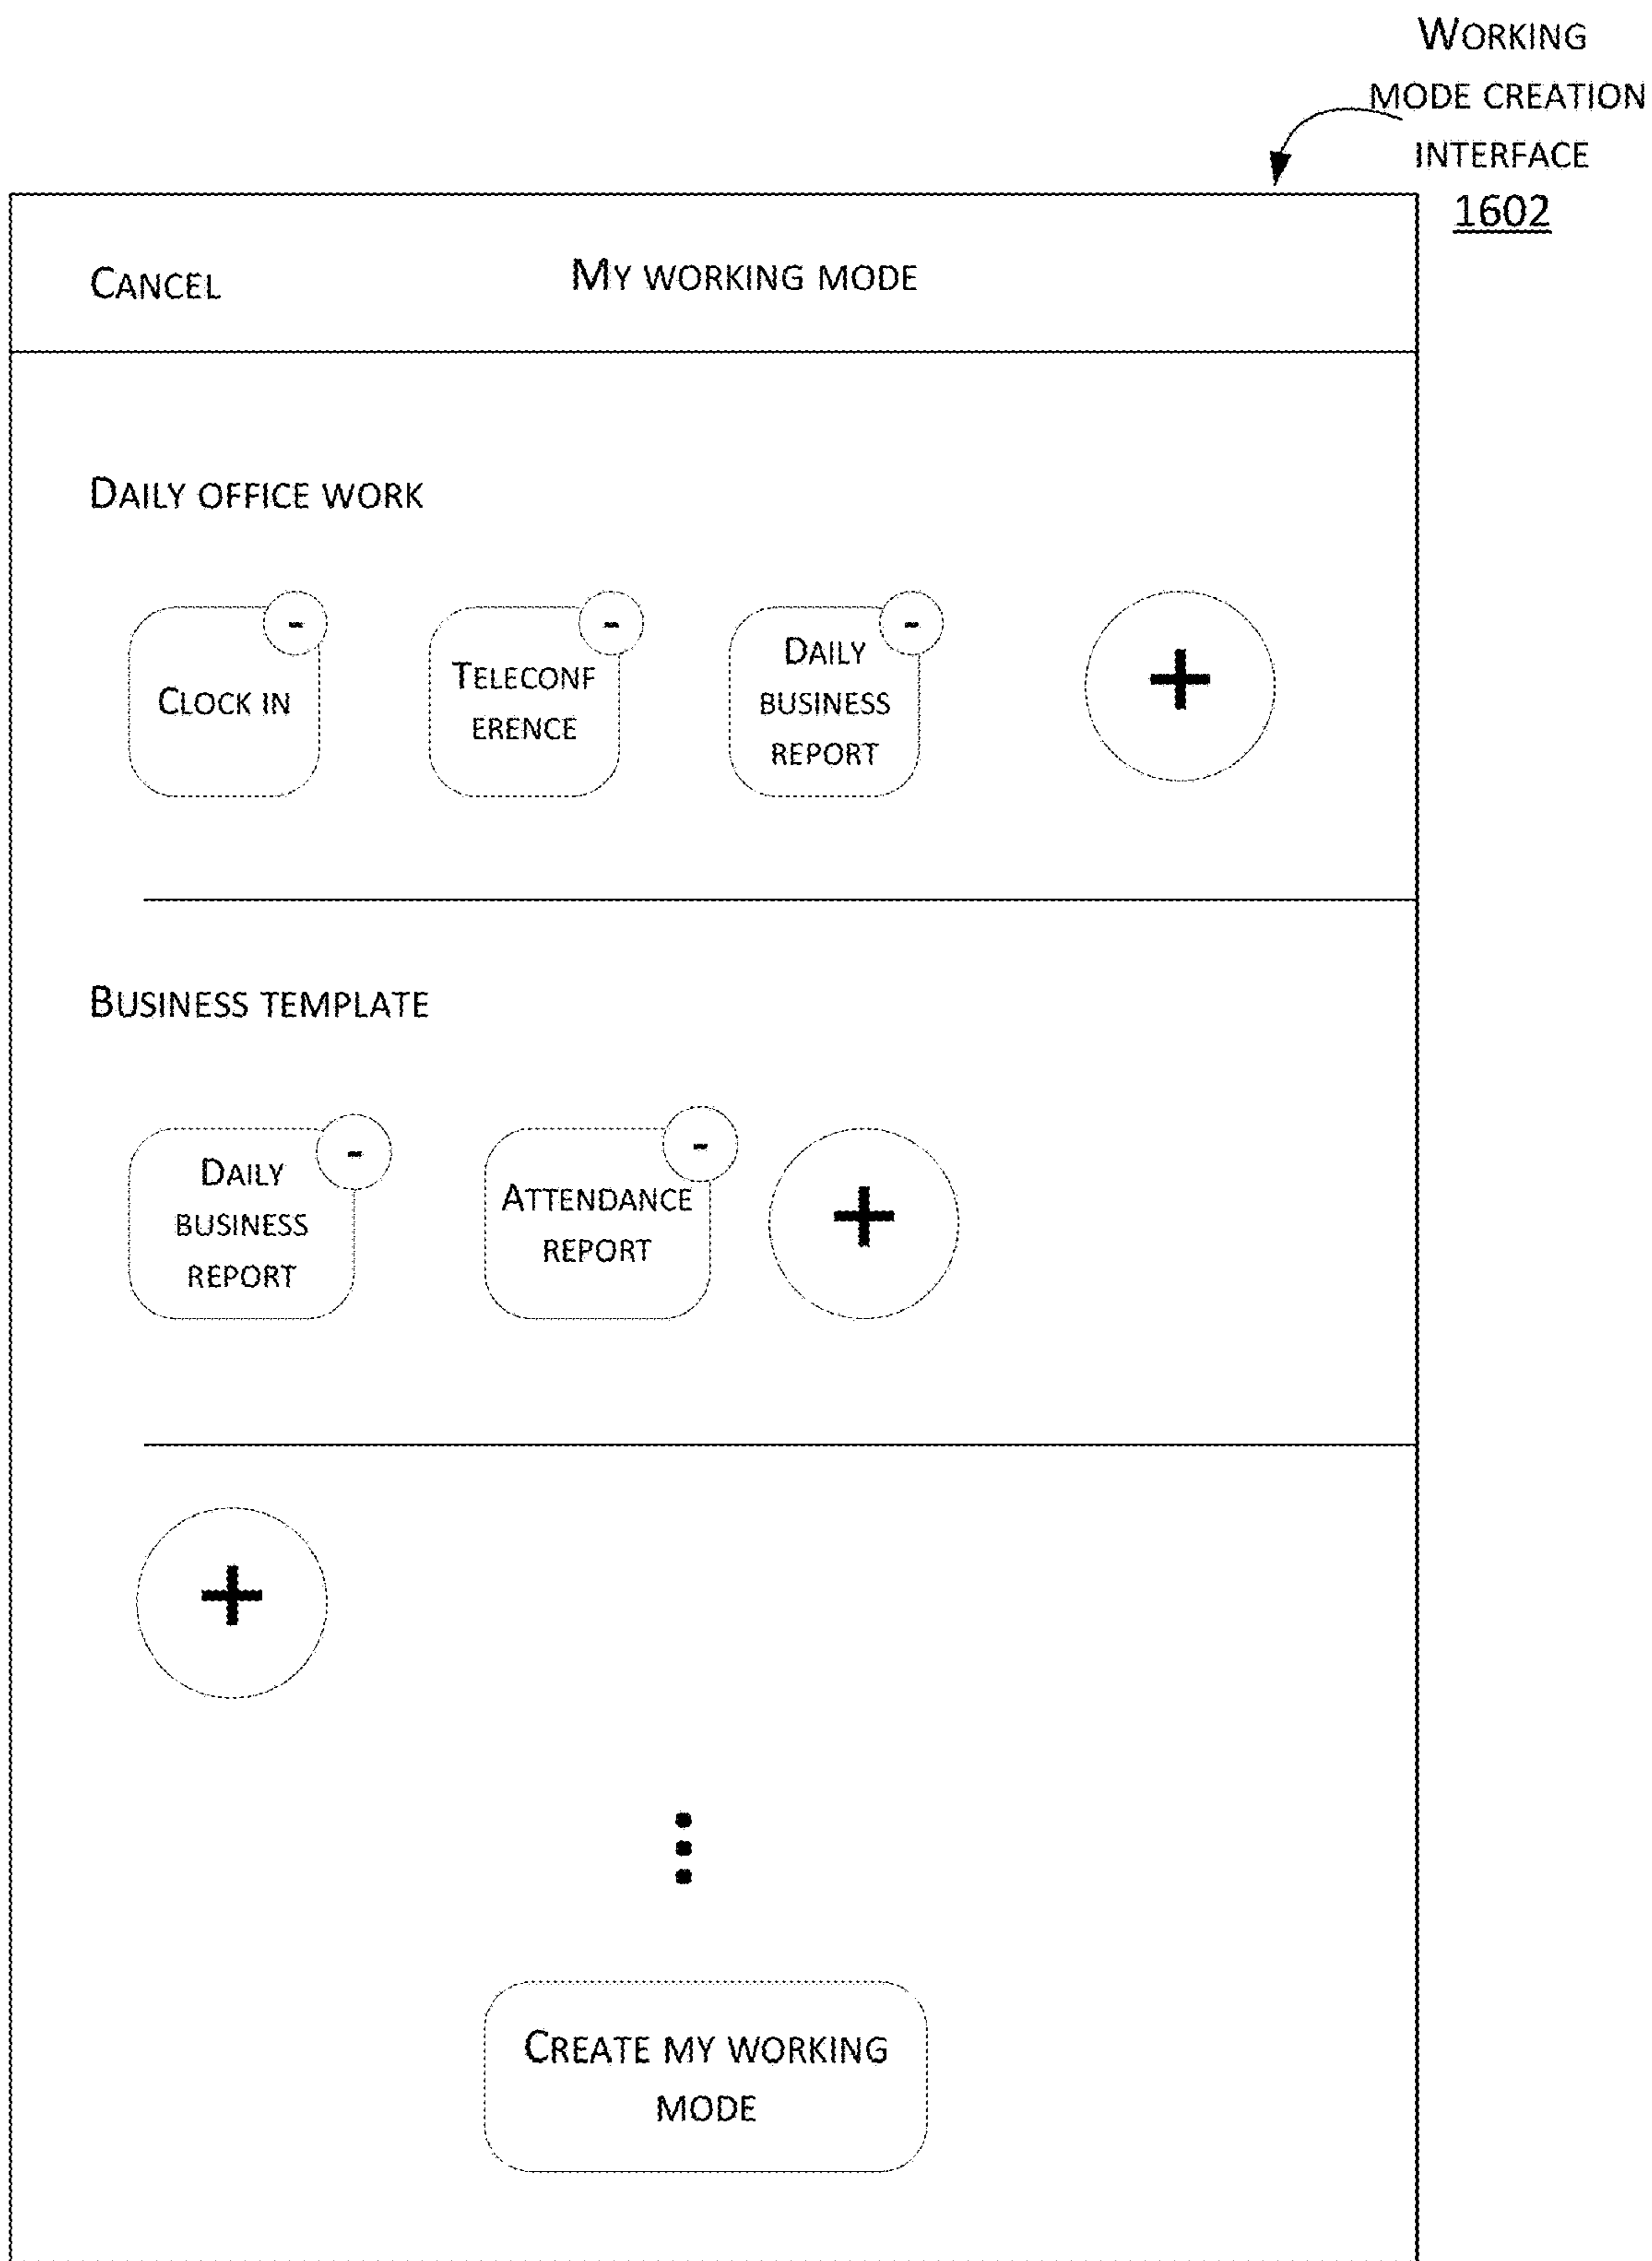 WORKING
MODE CREATION
INTERFACE
1602
CANCEL
MY WORKING MODE
DAILY OFFICE WORK
CLOCK IN
-
TELECONF
ERENCE
-
DAILY
BUSINESS
REPORT
-
+
BUSINESS TEMPLATE
DAILY
BUSINESS
REPORT
-
ATTENDANCE
REPORT
-
+
+
CREATE MY WORKING
MODE